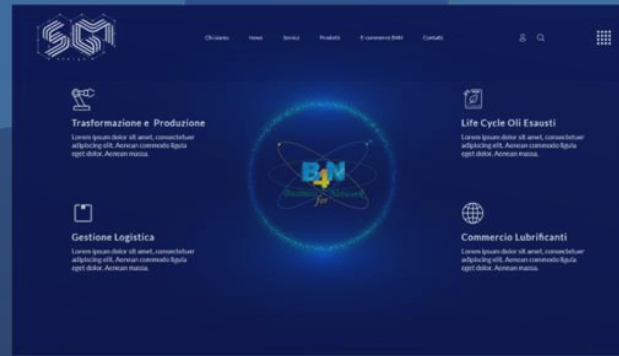 SGM
energy
Chi siamo
News
Servizi
Prodotti
E-commerce B4N
Contatti
Trasformazione e Produzione
Lorem ipsum dolor sit amet, consectetuer
adipiscing elit. Aenean commodo ligula
eget dolor. Aenean massa.
Life Cycle Oli Esausti
Lorem ipsum dolor sit amet, consectetuer
adipiscing elit. Aenean commodo ligula
eget dolor. Aenean massa.
B4N
Business Network
for
Gestione Logistica
Lorem ipsum dolor sit amet, consectetuer
adipiscing elit. Aenean commodo ligula
eget dolor. Aenean massa.
Commercio Lubrificanti
Lorem ipsum dolor sit amet, consectetuer
adipiscing elit. Aenean commodo ligula
eget dolor. Aenean massa.